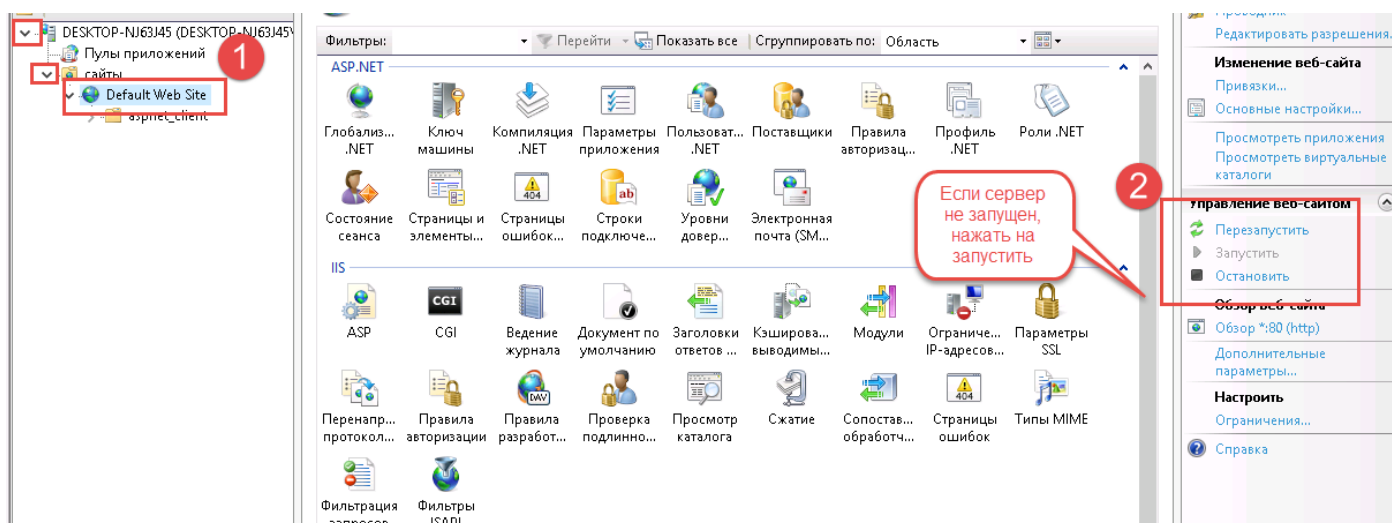 DESKTOP-NJ63J45 (DESKTOP-NJ63J45\
Пулы приложений
сайты
Default Web Site
aspnet_client
1
Фильтры:
Перейти
Показать все
Сгруппировать по:
Область
ASP.NET
Глобализ... .NET
Ключ машины
Компиляция .NET
Параметры приложения
Пользоват... .NET
Поставщики
Правила авторизац...
Профиль .NET
Роли .NET
Состояние сеанса
Страницы и элементы...
Страницы ошибок...
Строки подключе...
Уровни довер...
Электронная почта (SM...
Если сервер
не запущен,
нажать на
запустить
IIS
ASP
CGI
Ведение журнала
Документ по умолчанию
Заголовки ответов ...
Кэширова... выводимы...
Модули
Ограниче... IP-адресов...
Параметры SSL
Перенапр... протокол...
Правила авторизации
Правила разработ...
Проверка подлинно...
Просмотр каталога
Сжатие
Сопостав... обработч...
Страницы ошибок
Типы MIME
Фильтрация запросов
Фильтры ISAPI
Проводник
Редактировать разрешения.
Изменение веб-сайта
Привязки...
Основные настройки...
Просмотреть приложения
Просмотреть виртуальные
каталоги
2
Управление веб-сайтом
Перезапустить
Запустить
Остановить
Обзор веб-сайта
Обзор *:80 (http)
Дополнительные
параметры...
Настроить
Ограничения...
Справка